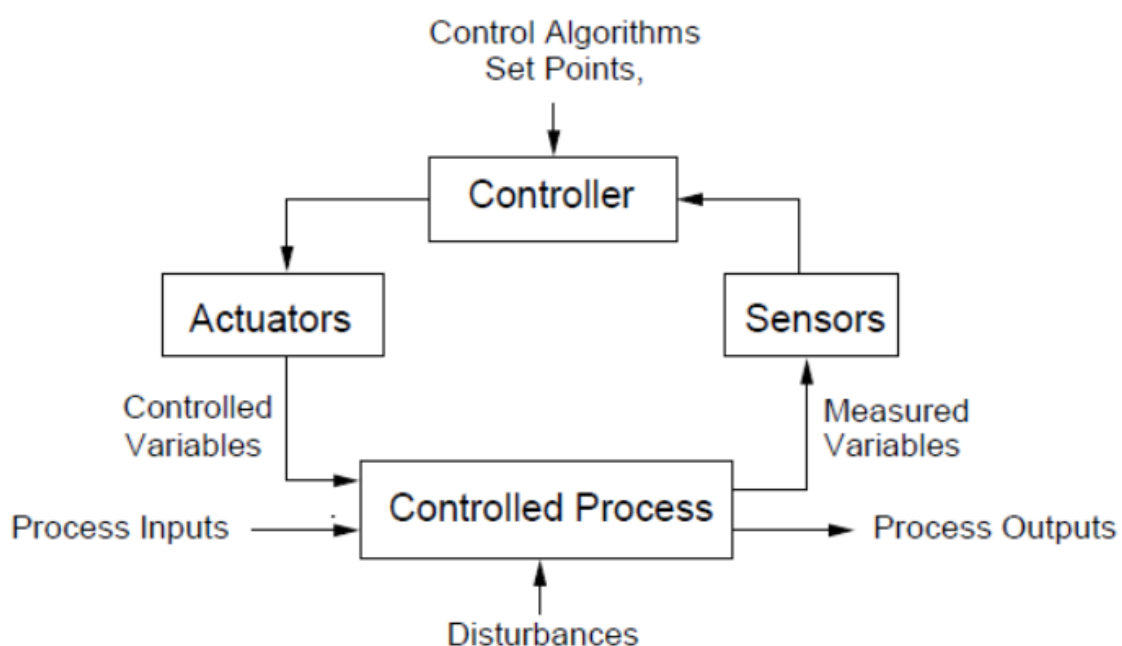 Control Algorithms
Set Points,
Controller
Actuators
Sensors
Controlled
Variables
Measured
Variables
Controlled Process
Process Inputs
Process Outputs
Disturbances